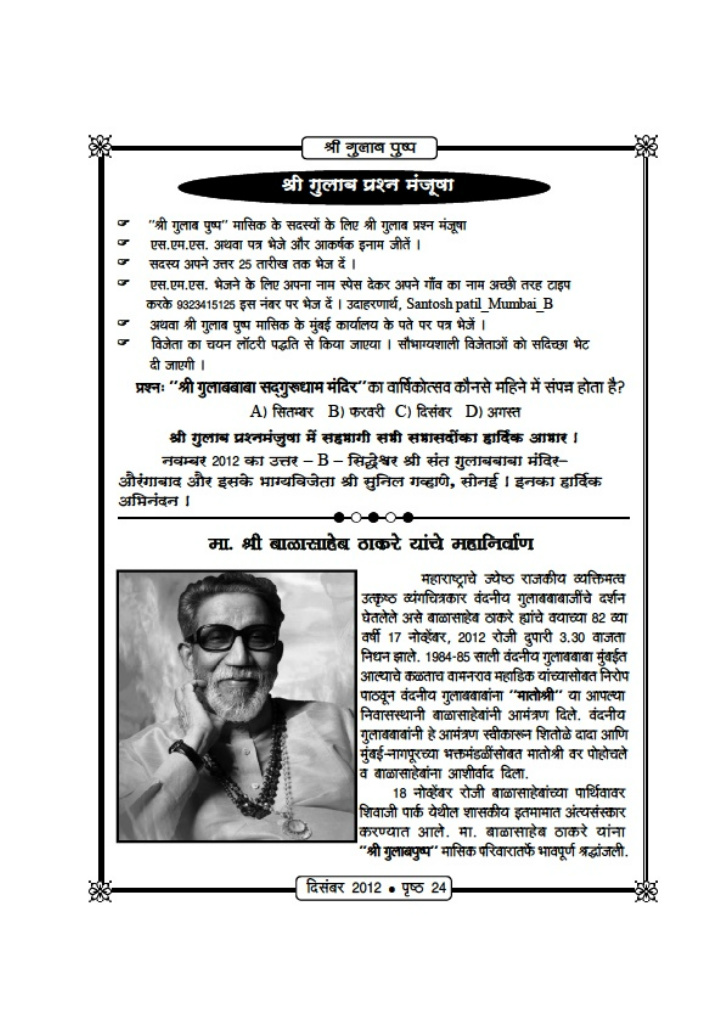 श्री गुलाब पुष्प
श्री गुलाब प्रश्न मंजूषा
☞ "श्री गुलाब पुष्प" मासिक के सदस्यों के लिए श्री गुलाब प्रश्न मंजूषा
☞ एस.एम.एस. अथवा पत्र भेजे और आकर्षक इनाम जीतें ।
☞ सदस्य अपने उत्तर 25 तारीख तक भेज दें ।
☞ एस.एम.एस. भेजने के लिए अपना नाम स्पेस देकर अपने गाँव का नाम अच्छी तरह टाइप
करके 9323415125 इस नंबर पर भेज दें । उदाहरणार्थ, Santosh patil_Mumbai_B
☞ अथवा श्री गुलाब पुष्प मासिक के मुंबई कार्यालय के पते पर पत्र भेजें ।
☞ विजेता का चयन लॉटरी पद्धति से किया जाएया । सौभाग्यशाली विजेताओं को सदिच्छा भेट
दी जाएगी ।
प्रश्नः "श्री गुलाबबाबा सद्गुरूधाम मंदिर"का वार्षिकोत्सव कौनसे महिने में संपन्न होता है?
A) सितम्बर B) फरवरी C) दिसंबर D) अगस्त
श्री गुलाब प्रश्नमंजुषा में सहभागी सभी सभासदोंका हार्दिक आभार ।
नवम्बर 2012 का उत्तर – B – सिद्धेश्वर श्री संत गुलाबबाबा मंदिर–
औरंगाबाद और इसके भाग्यविजेता श्री सुनिल गव्हाणे, सोनई । इनका हार्दिक
अभिनंदन ।
मा. श्री बाळासाहेब ठाकरे यांचे महानिर्वाण
महाराष्ट्राचे ज्येष्ठ राजकीय व्यक्तिमत्व
उत्कृष्ठ व्यंगचित्रकार वंदनीय गुलाबबाबाजींचे दर्शन
घेतलेले असे बाळासाहेब ठाकरे ह्यांचे वयाच्या 82 व्या
वर्षी 17 नोव्हेंबर, 2012 रोजी दुपारी 3.30 वाजता
निधन झाले. 1984-85 साली वंदनीय गुलाबबाबा मुंबईत
आल्याचे कळताच वामनराव महाडिक यांच्यासोबत निरोप
पाठवून वंदनीय गुलाबबाबांना "मातोश्री" या आपल्या
निवासस्थानी बाळासाहेबांनी आमंत्रण दिले. वंदनीय
गुलाबबाबांनी हे आमंत्रण स्वीकारून शितोळे दादा आणि
मुंबई-नागपूरच्या भक्तमंडळींसोबत मातोश्री वर पोहोचले
व बाळासाहेबांना आशीर्वाद दिला.
18 नोव्हेंबर रोजी बाळासाहेबांच्या पार्थिवावर
शिवाजी पार्क येथील शासकीय इतमामात अंत्यसंस्कार
करण्यात आले. मा. बाळासाहेब ठाकरे यांना
"श्री गुलाबपुष्प" मासिक परिवारातर्फे भावपूर्ण श्रद्धांजली.
दिसंबर 2012 ● पृष्ठ 24